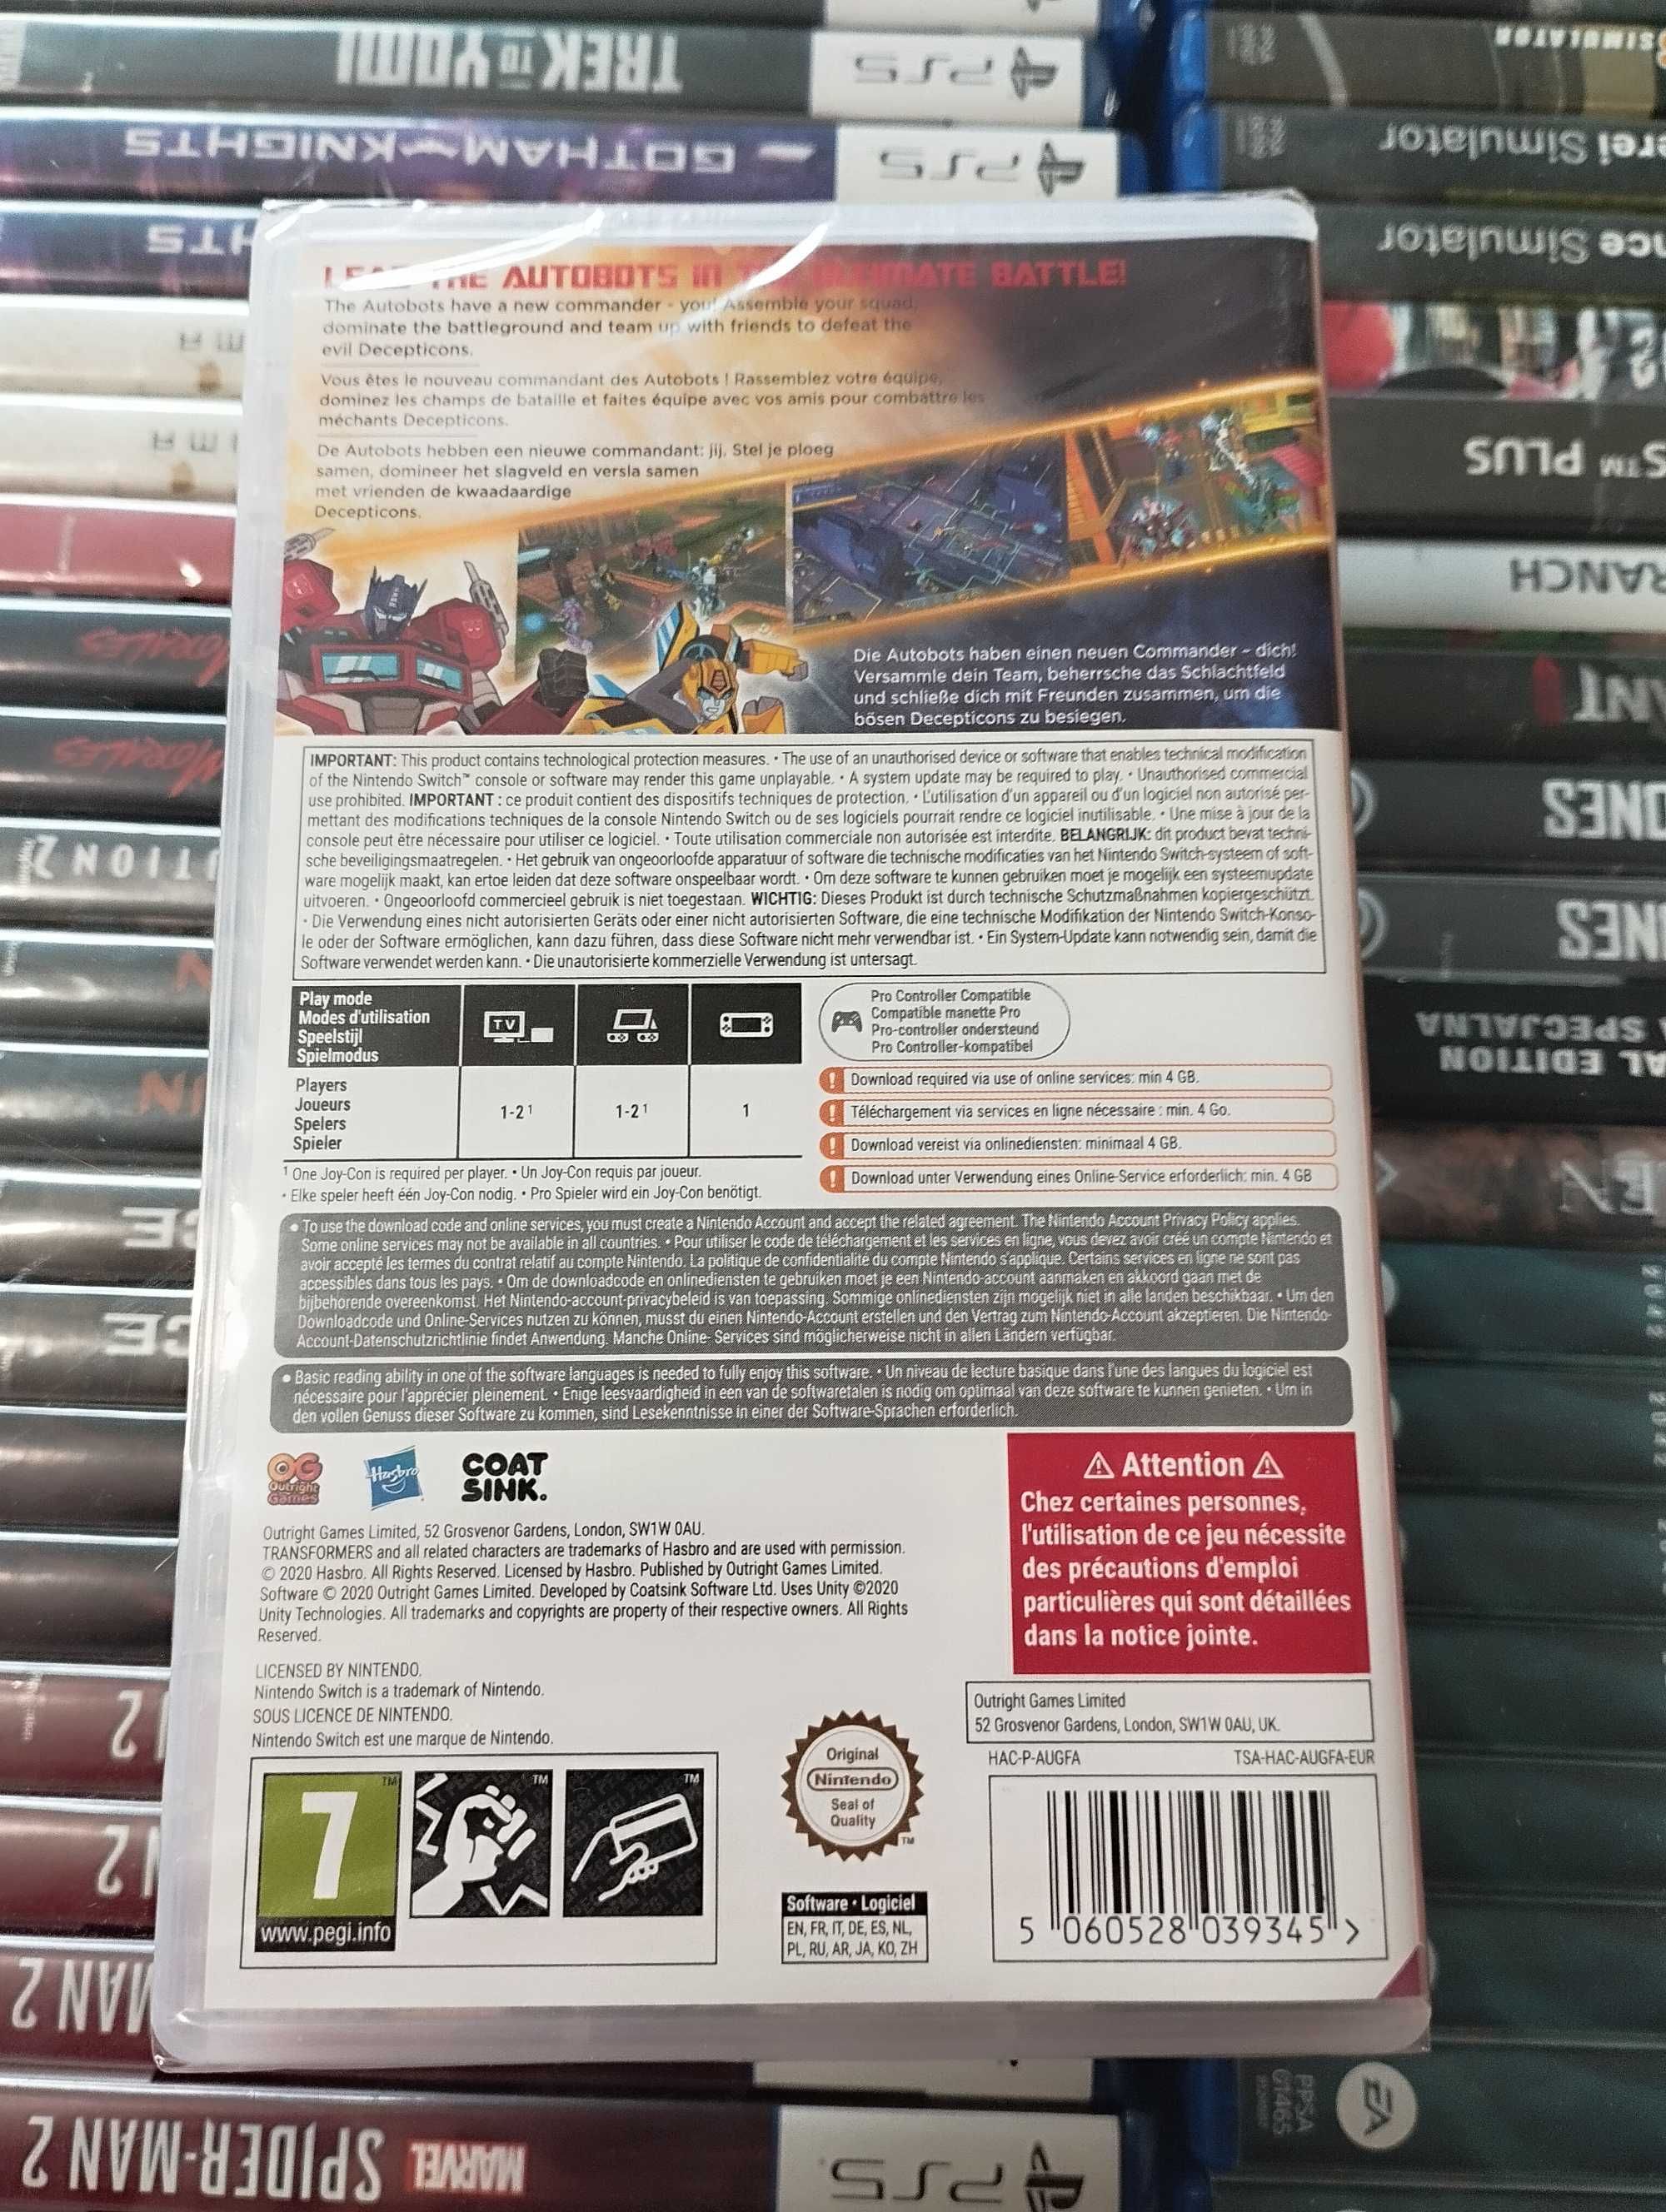 TREK TO YOMI
PS5
GOTHAM KNIGHTS
PS5
SIMULATOR
Simulator
Simulator
PLUS
RANCH
MORALES
MORALES
SPECJALNA
EDITION
LEAD THE AUTOBOTS IN THE ULTIMATE BATTLE!
The Autobots have a new commander - you! Assemble your squad,
dominate the battleground and team up with friends to defeat the
evil Decepticons.
Vous êtes le nouveau commandant des Autobots ! Rassemblez votre équipe,
dominez les champs de bataille et faites équipe avec vos amis pour combattre les
méchants Decepticons.
De Autobots hebben een nieuwe commandant: jij. Stel je ploeg
samen, domineer het slagveld en versla samen
met vrienden de kwaadaardige
Decepticons.
Die Autobots haben einen neuen Commander – dich!
Versammle dein Team, beherrsche das Schlachtfeld
und schließe dich mit Freunden zusammen, um die
bösen Decepticons zu besiegen.
IMPORTANT: This product contains technological protection measures. • The use of an unauthorised device or software that enables technical modification
of the Nintendo Switch™ console or software may render this game unplayable. • A system update may be required to play. • Unauthorised commercial
use prohibited. IMPORTANT : ce produit contient des dispositifs techniques de protection. • L'utilisation d'un appareil ou d'un logiciel non autorisé per-
mettant des modifications techniques de la console Nintendo Switch ou de ses logiciels pourrait rendre ce logiciel inutilisable. • Une mise à jour de la
console peut être nécessaire pour utiliser ce logiciel. • Toute utilisation commerciale non autorisée est interdite. BELANGRIJK: dit product bevat techni-
sche beveiligingsmaatregelen. • Het gebruik van ongeoorloofde apparatuur of software die technische modificaties van het Nintendo Switch-systeem of soft-
ware mogelijk maakt, kan ertoe leiden dat deze software onspeelbaar wordt. • Om deze software te kunnen gebruiken moet je mogelijk een systeemupdate
uitvoeren. • Ongeoorloofd commercieel gebruik is niet toegestaan. WICHTIG: Dieses Produkt ist durch technische Schutzmaßnahmen kopiergeschützt.
• Die Verwendung eines nicht autorisierten Geräts oder einer nicht autorisierten Software, die eine technische Modifikation der Nintendo Switch-Konso-
le oder der Software ermöglichen, kann dazu führen, dass diese Software nicht mehr verwendbar ist. • Ein System-Update kann notwendig sein, damit die
Software verwendet werden kann. • Die unautorisierte kommerzielle Verwendung ist untersagt.
Play mode
Modes d'utilisation
Speelstijl
Spielmodus
TV
Players
Joueurs
Spelers
Spieler
1-2¹
1-2¹
1
¹ One Joy-Con is required per player. • Un Joy-Con requis par joueur.
• Elke speler heeft één Joy-Con nodig. • Pro Spieler wird ein Joy-Con benötigt.
Pro Controller Compatible
Compatible manette Pro
Pro-controller ondersteund
Pro Controller-kompatibel
! Download required via use of online services: min 4 GB.
! Téléchargement via services en ligne nécessaire : min. 4 Go.
! Download vereist via onlinediensten: minimaal 4 GB.
! Download unter Verwendung eines Online-Service erforderlich: min. 4 GB
• To use the download code and online services, you must create a Nintendo Account and accept the related agreement. The Nintendo Account Privacy Policy applies.
Some online services may not be available in all countries. • Pour utiliser le code de téléchargement et les services en ligne, vous devez avoir créé un compte Nintendo et
avoir accepté les termes du contrat relatif au compte Nintendo. La politique de confidentialité du compte Nintendo s'applique. Certains services en ligne ne sont pas
accessibles dans tous les pays. • Om de downloadcode en onlinediensten te gebruiken moet je een Nintendo-account aanmaken en akkoord gaan met de
bijbehorende overeenkomst. Het Nintendo-account-privacybeleid is van toepassing. Sommige onlinediensten zijn mogelijk niet in alle landen beschikbaar. • Um den
Downloadcode und Online-Services nutzen zu können, musst du einen Nintendo-Account erstellen und den Vertrag zum Nintendo-Account akzeptieren. Die Nintendo-
Account-Datenschutzrichtlinie findet Anwendung. Manche Online- Services sind möglicherweise nicht in allen Ländern verfügbar.
• Basic reading ability in one of the software languages is needed to fully enjoy this software. • Un niveau de lecture basique dans l'une des langues du logiciel est
nécessaire pour l'apprécier pleinement. • Enige leesvaardigheid in een van de softwaretalen is nodig om optimaal van deze software te kunnen genieten. • Um in
den vollen Genuss dieser Software zu kommen, sind Lesekenntnisse in einer der Software-Sprachen erforderlich.
OG
Outright
Games
Hasbro
COAT
SINK.
Outright Games Limited, 52 Grosvenor Gardens, London, SW1W 0AU.
TRANSFORMERS and all related characters are trademarks of Hasbro and are used with permission.
© 2020 Hasbro. All Rights Reserved. Licensed by Hasbro. Published by Outright Games Limited.
Software © 2020 Outright Games Limited. Developed by Coatsink Software Ltd. Uses Unity ©2020
Unity Technologies. All trademarks and copyrights are property of their respective owners. All Rights
Reserved.
LICENSED BY NINTENDO.
Nintendo Switch is a trademark of Nintendo.
SOUS LICENCE DE NINTENDO.
Nintendo Switch est une marque de Nintendo.
Attention
Chez certaines personnes,
l'utilisation de ce jeu nécessite
des précautions d'emploi
particulières qui sont détaillées
dans la notice jointe.
Outright Games Limited
52 Grosvenor Gardens, London, SW1W 0AU, UK.
HAC-P-AUGFA
TSA-HAC-AUGFA-EUR
7
www.pegi.info
Original
Nintendo
Seal of
Quality
Software • Logiciel
EN, FR, IT, DE, ES, NL,
PL, RU, AR, JA, KO, ZH
5 060528 039345 >
MAN 2
MARVEL SPIDER-MAN 2
PS5
EA